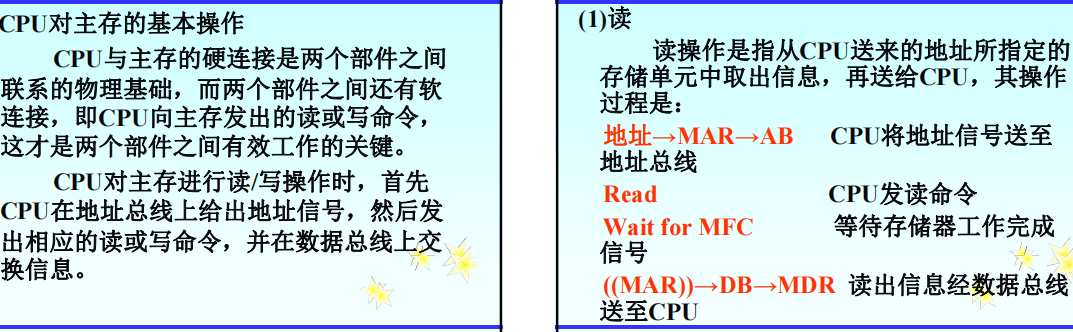 CPU对主存的基本操作
CPU与主存的硬连接是两个部件之间
联系的物理基础，而两个部件之间还有软
连接，即CPU向主存发出的读或写命令，
这才是两个部件之间有效工作的关键。
CPU对主存进行读/写操作时，首先
CPU在地址总线上给出地址信号，然后发
出相应的读或写命令，并在数据总线上交
换信息。
(1)读
读操作是指从CPU送来的地址所指定的
存储单元中取出信息，再送给CPU，其操作
过程是：
地址→MAR→AB CPU将地址信号送至
地址总线
Read CPU发读命令
Wait for MFC 等待存储器工作完成
信号
((MAR))→DB→MDR 读出信息经数据总线
送至CPU